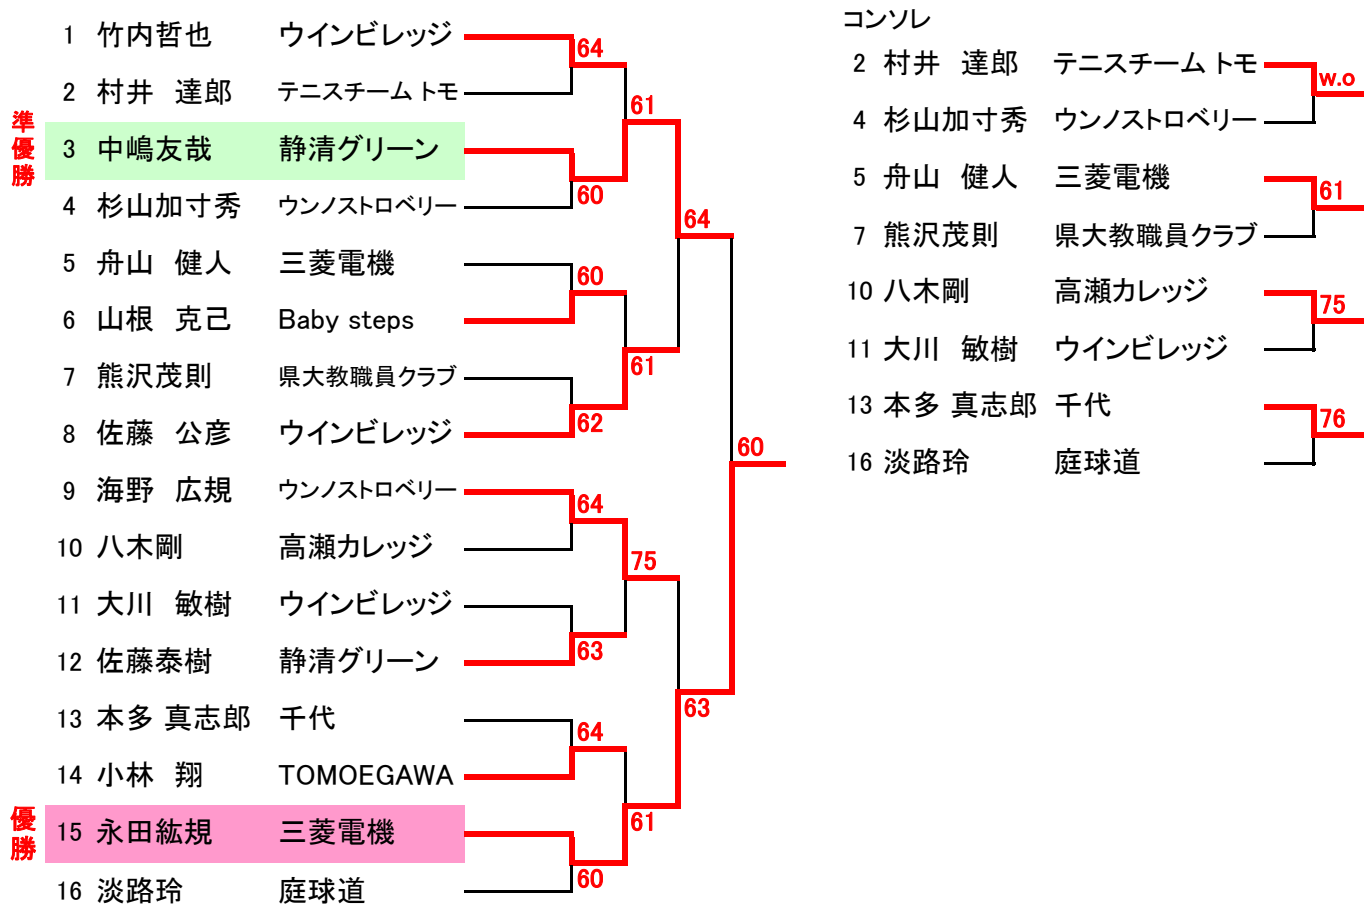 1 竹内哲也 ウインビレッジ
64
2 村井 達郎 テニスチーム トモ
61
準優勝
3 中嶋友哉 静清グリーン
60
4 杉山加寸秀 ウンノストロベリー
64
5 舟山 健人 三菱電機
60
6 山根 克己 Baby steps
61
7 熊沢茂則 県大教職員クラブ
62
8 佐藤 公彦 ウインビレッジ
60
9 海野 広規 ウンノストロベリー
64
10 八木剛 高瀬カレッジ
75
11 大川 敏樹 ウインビレッジ
63
12 佐藤泰樹 静清グリーン
63
13 本多 真志郎 千代
64
14 小林 翔 TOMOEGAWA
61
優勝
15 永田紘規 三菱電機
60
16 淡路玲 庭球道
コンソレ
2 村井 達郎 テニスチーム トモ
w.o
4 杉山加寸秀 ウンノストロベリー
5 舟山 健人 三菱電機
61
7 熊沢茂則 県大教職員クラブ
10 八木剛 高瀬カレッジ
75
11 大川 敏樹 ウインビレッジ
13 本多 真志郎 千代
76
16 淡路玲 庭球道